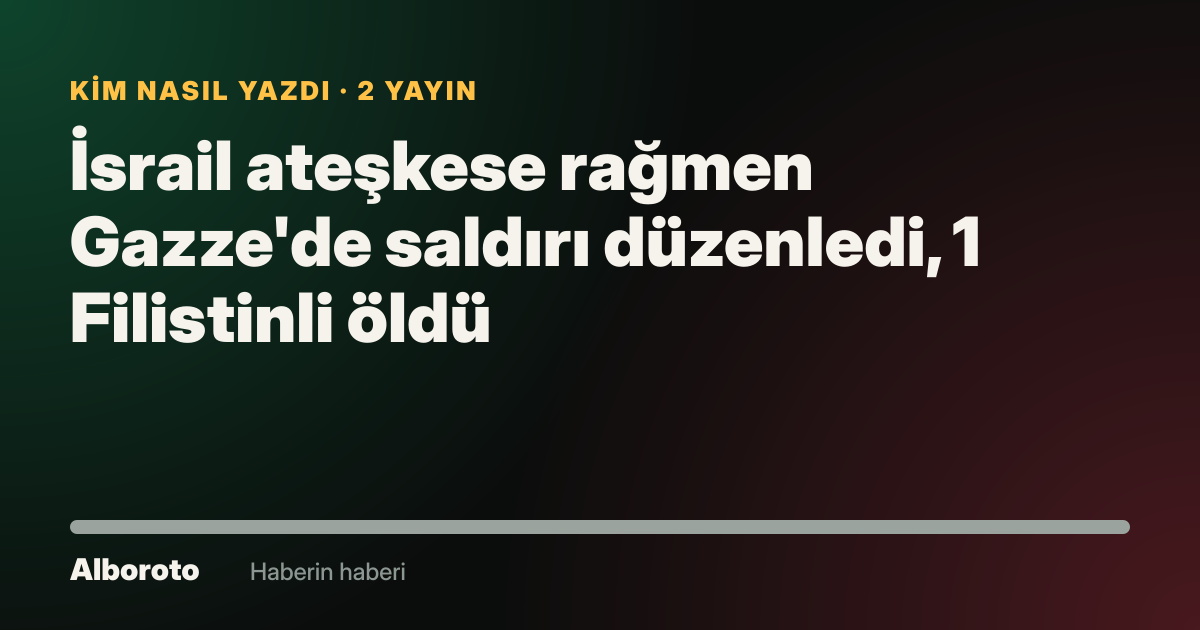 KİM NASIL YAZDI · 2 YAYIN
İsrail ateşkese rağmen
Gazze'de saldırı düzenledi, 1
Filistinli öldü
Alboroto Haberin haberi